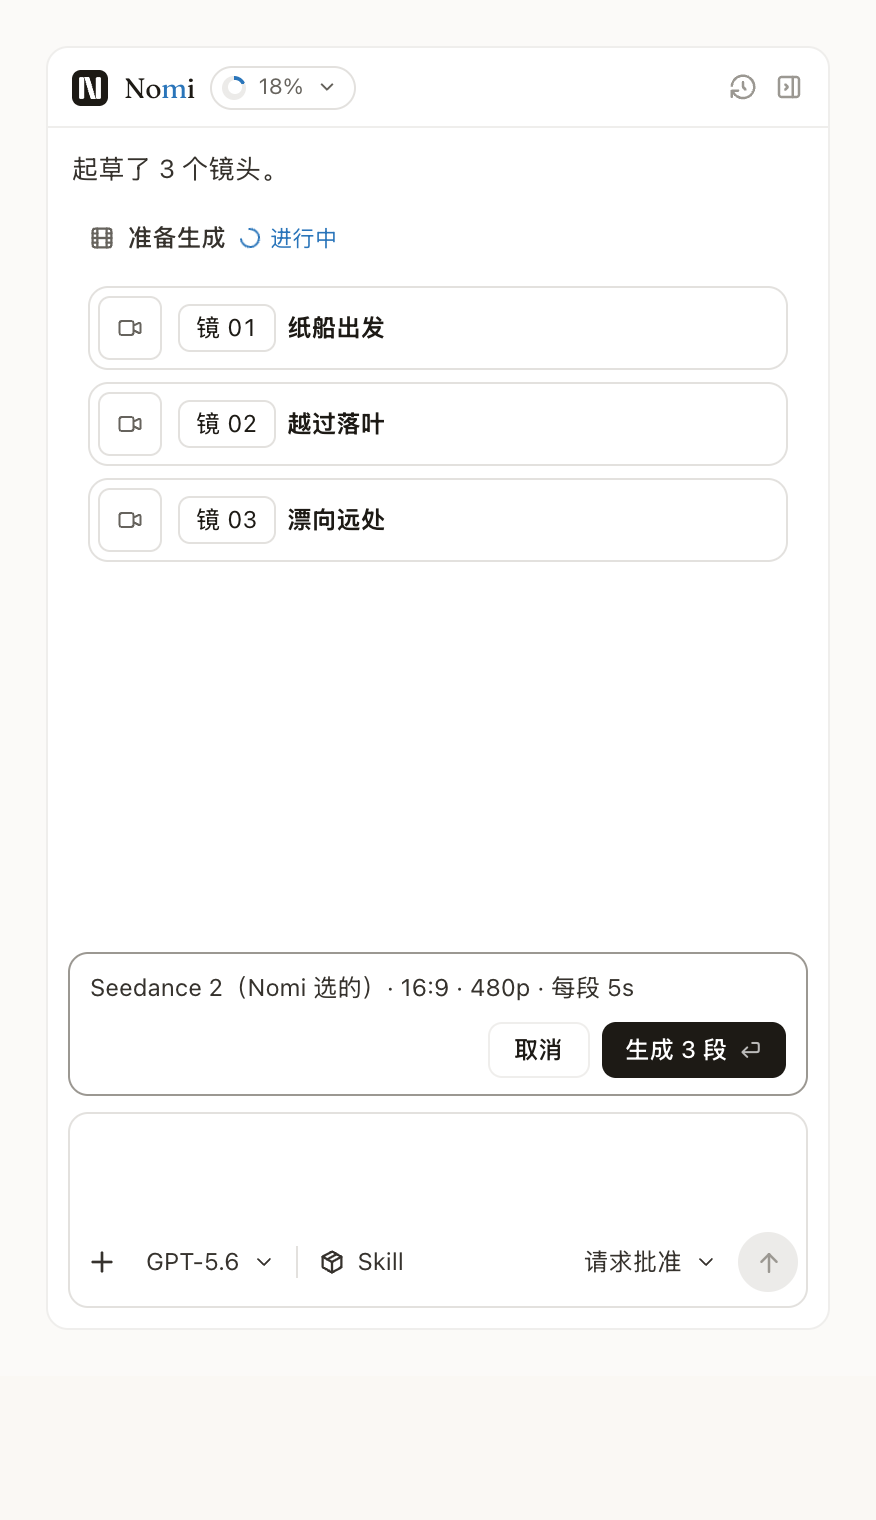 Nomi 18%
起草了 3 个镜头。
准备生成 进行中
镜 01 纸船出发
镜 02 越过落叶
镜 03 漂向远处
Seedance 2（Nomi 选的）· 16:9 · 480p · 每段 5s
取消 生成 3 段
GPT-5.6 Skill 请求批准